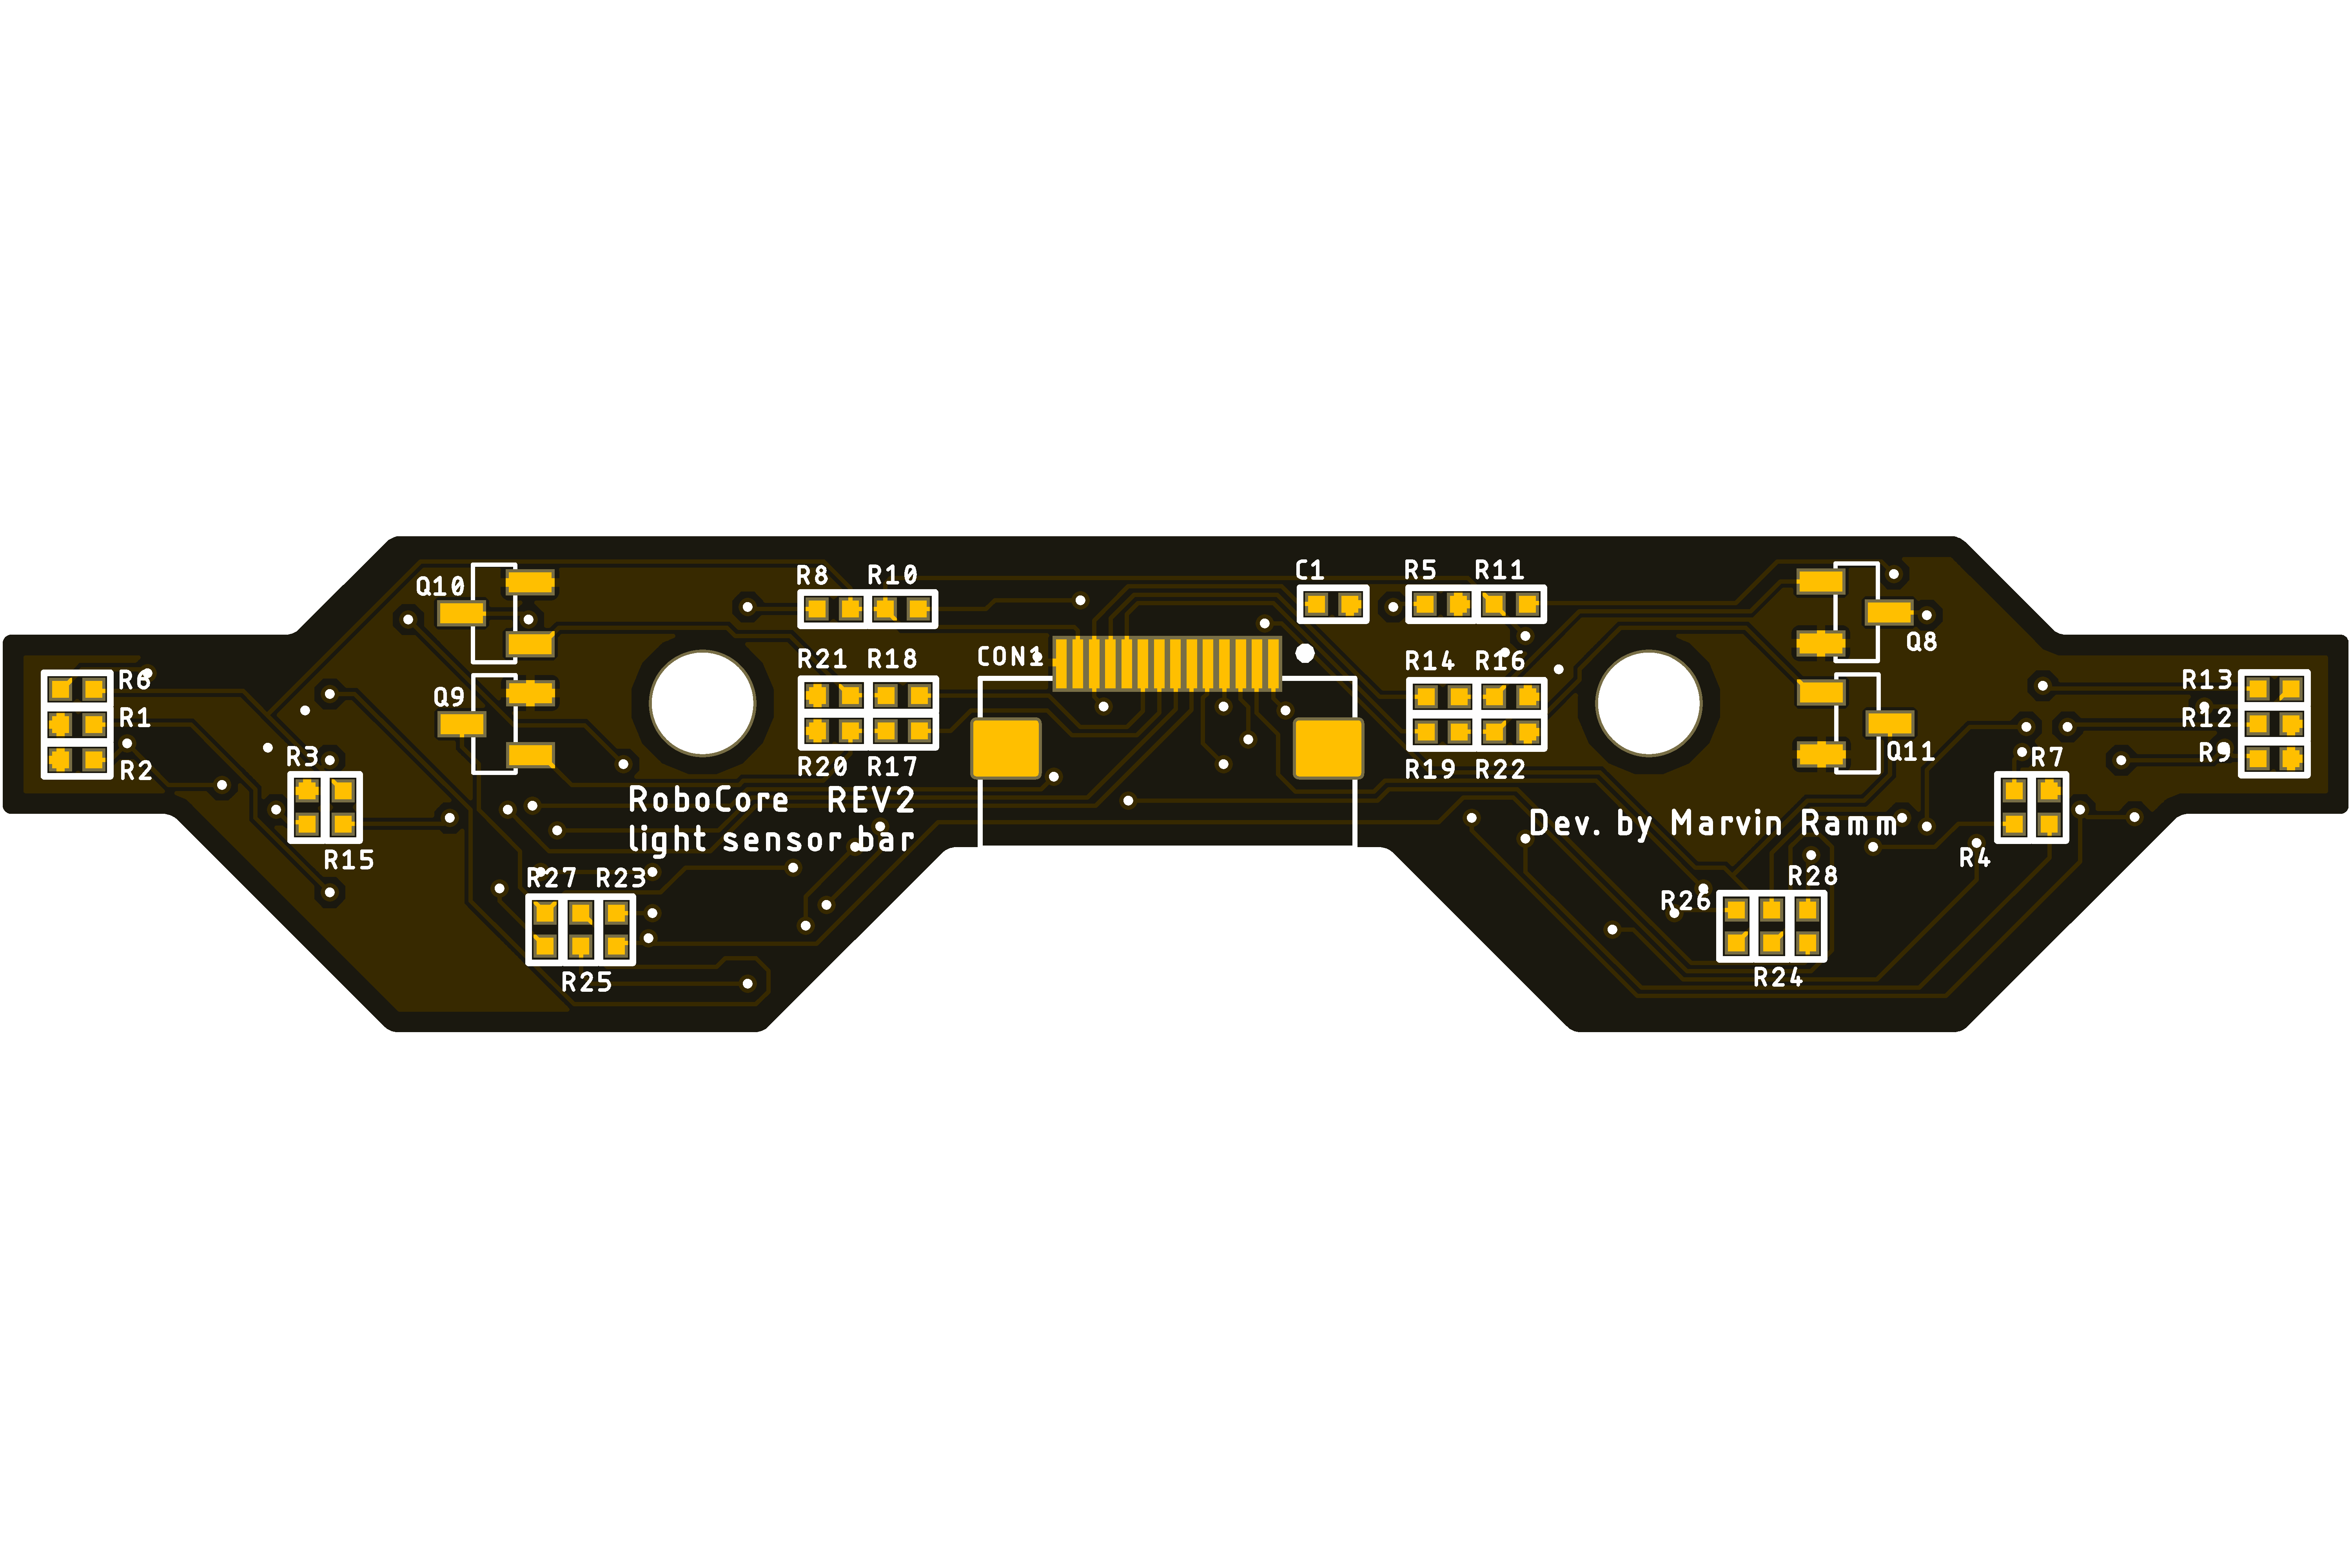 C1 R5 R11
R8 R10
Q10
Q8
CON1
R21 R18
R14 R16
R6
R13
Q9
R1
R12
R3
R9
R7
Q11
R2
R20 R17
R19 R22
RoboCore REV2
light sensor bar
Dev. by Marvin Ramm
R15
R4
R27 R23
R28
R26
R25
R24